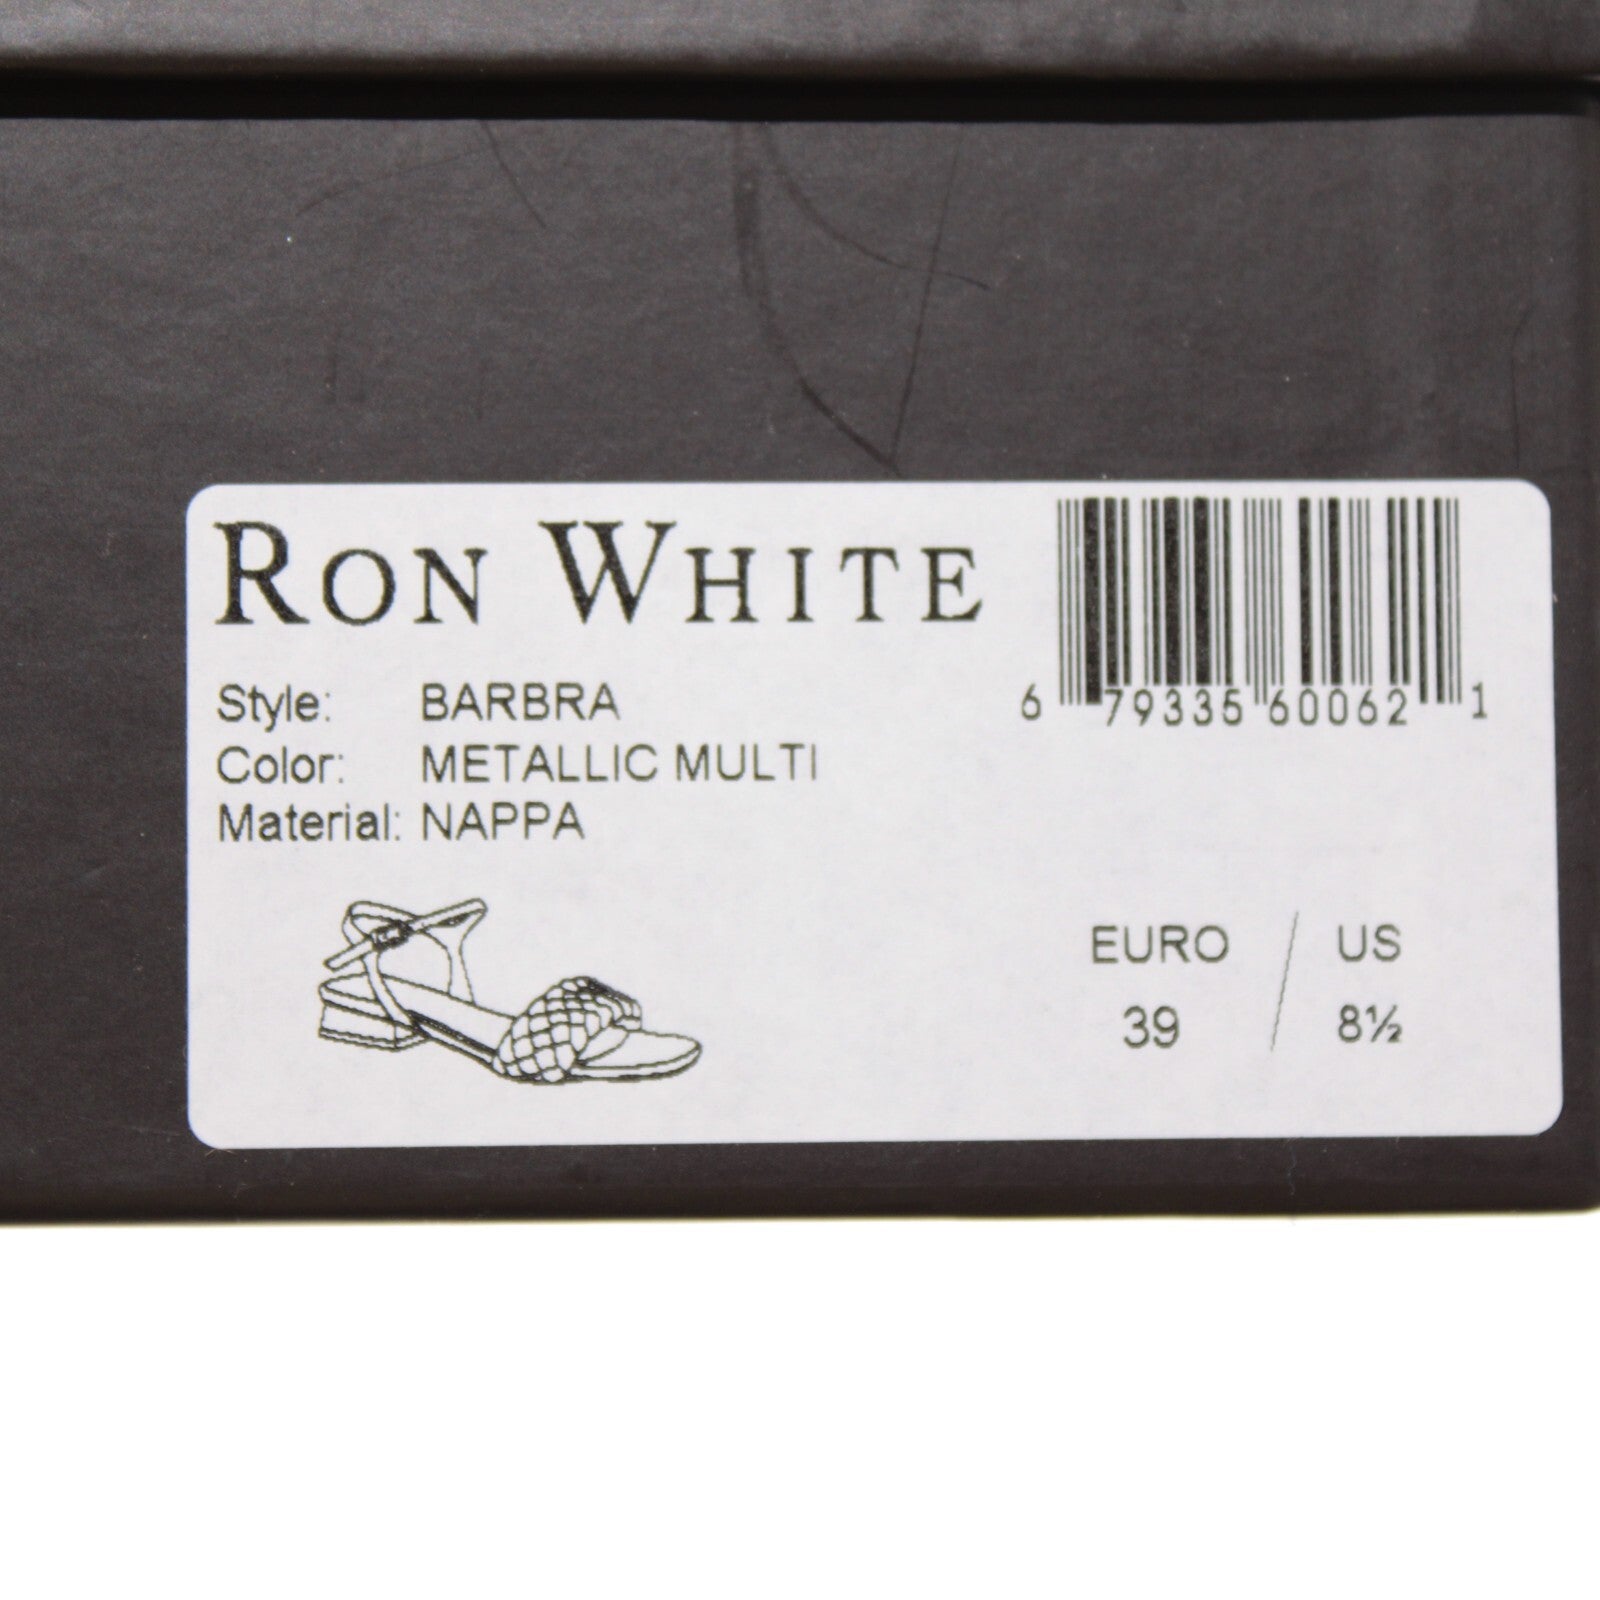 RON WHITE
6 79335 60062 1
Style: BARBRA
Color: METALLIC MULTI
Material: NAPPA
EURO / US
39 8½